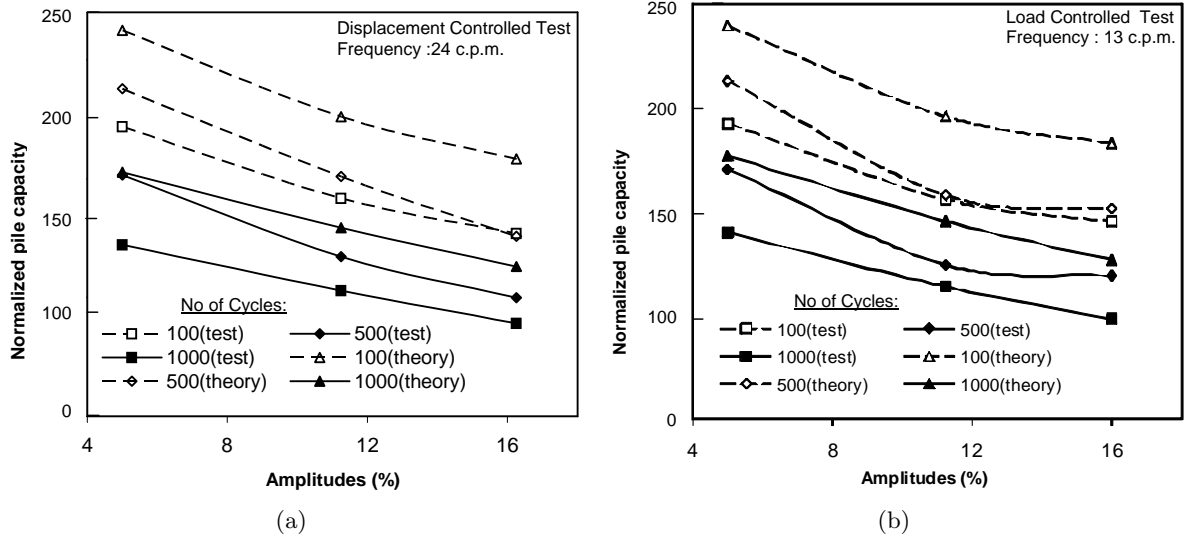 250
200
150
100
0
4
8
12
16
Normalized pile capacity
Amplitudes (%)
Displacement Controlled Test
Frequency :24 c.p.m.
No of Cycles:
100(test)
500(test)
1000(test)
100(theory)
500(theory)
1000(theory)
(a)
250
200
150
100
0
4
8
12
16
Normalized pile capacity
Amplitudes (%)
Load Controlled Test
Frequency : 13 c.p.m.
No of Cycles:
100(test)
500(test)
1000(test)
100(theory)
500(theory)
1000(theory)
(b)